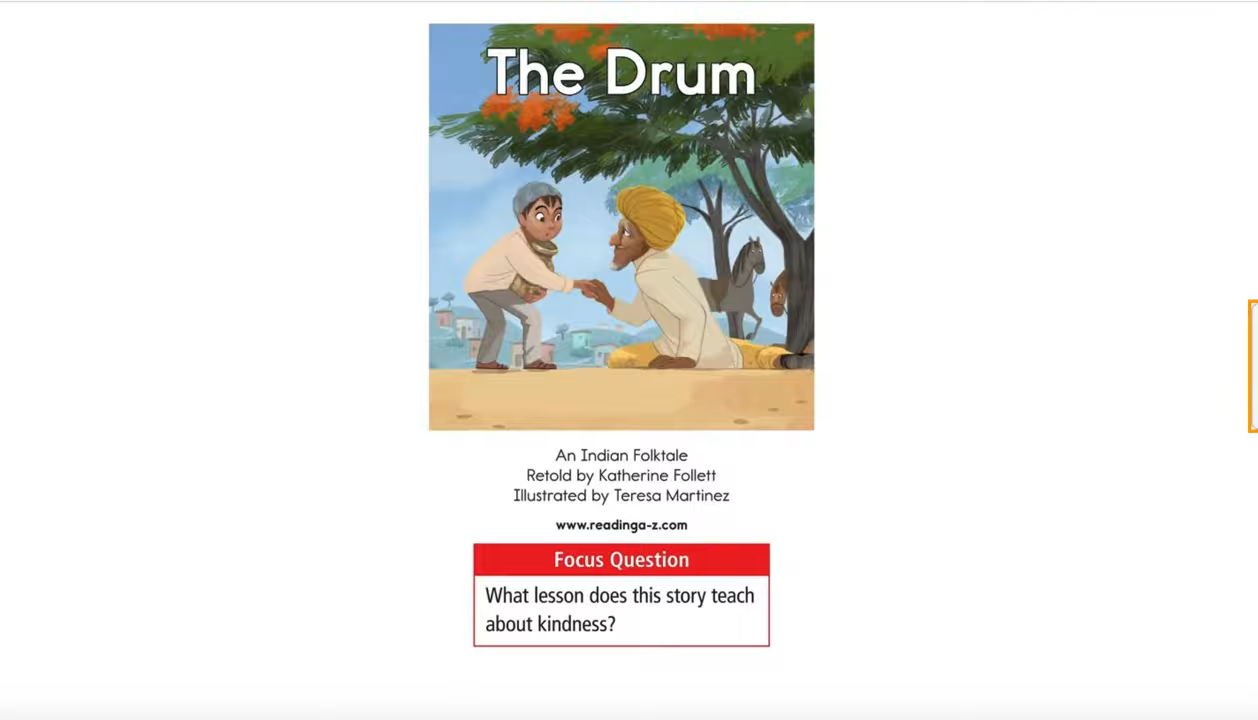 The Drum
An Indian Folktale
Retold by Katherine Follett
Illustrated by Teresa Martinez
www.readinga-z.com
Focus Question
What lesson does this story teach
about kindness?